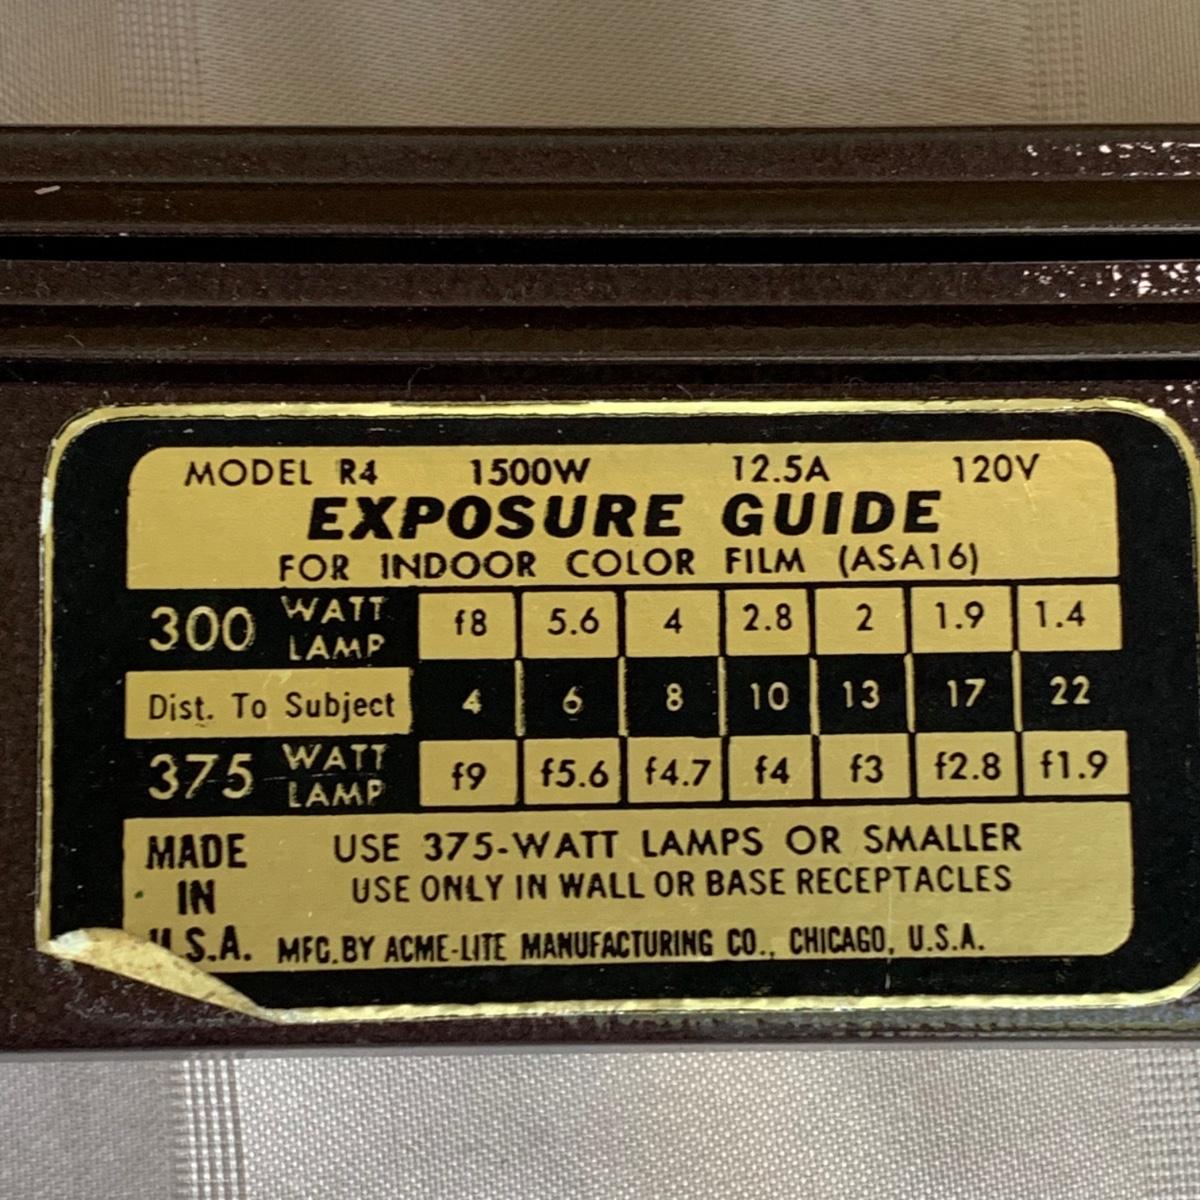 MODEL R4 1500W 12.5A 120V
EXPOSURE GUIDE
FOR INDOOR COLOR FILM (ASA16)
300 WATT LAMP f8 5.6 4 2.8 2 1.9 1.4
Dist. To Subject 4 6 8 10 13 17 22
375 WATT LAMP f9 f5.6 f4.7 f4 f3 f2.8 f1.9
MADE IN U.S.A.
USE 375-WATT LAMPS OR SMALLER
USE ONLY IN WALL OR BASE RECEPTACLES
MFG. BY ACME-LITE MANUFACTURING CO., CHICAGO, U.S.A.